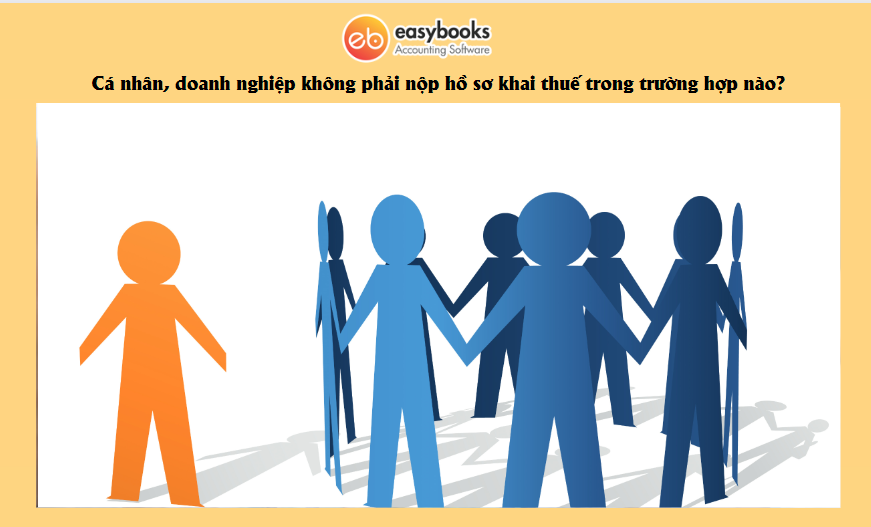 eb
easybooks
Accounting Software
Cá nhân, doanh nghiệp không phải nộp hồ sơ khai thuế trong trường hợp nào?